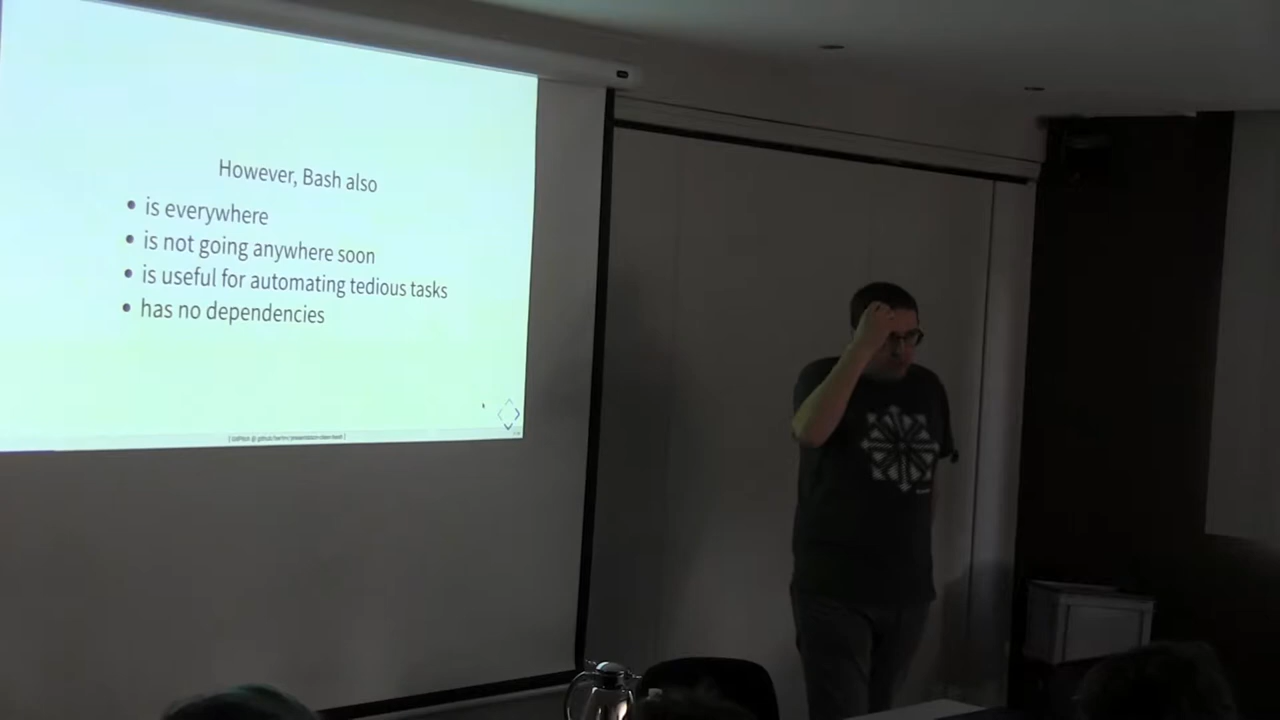 However, Bash also
• is everywhere
• is not going anywhere soon
• is useful for automating tedious tasks
• has no dependencies